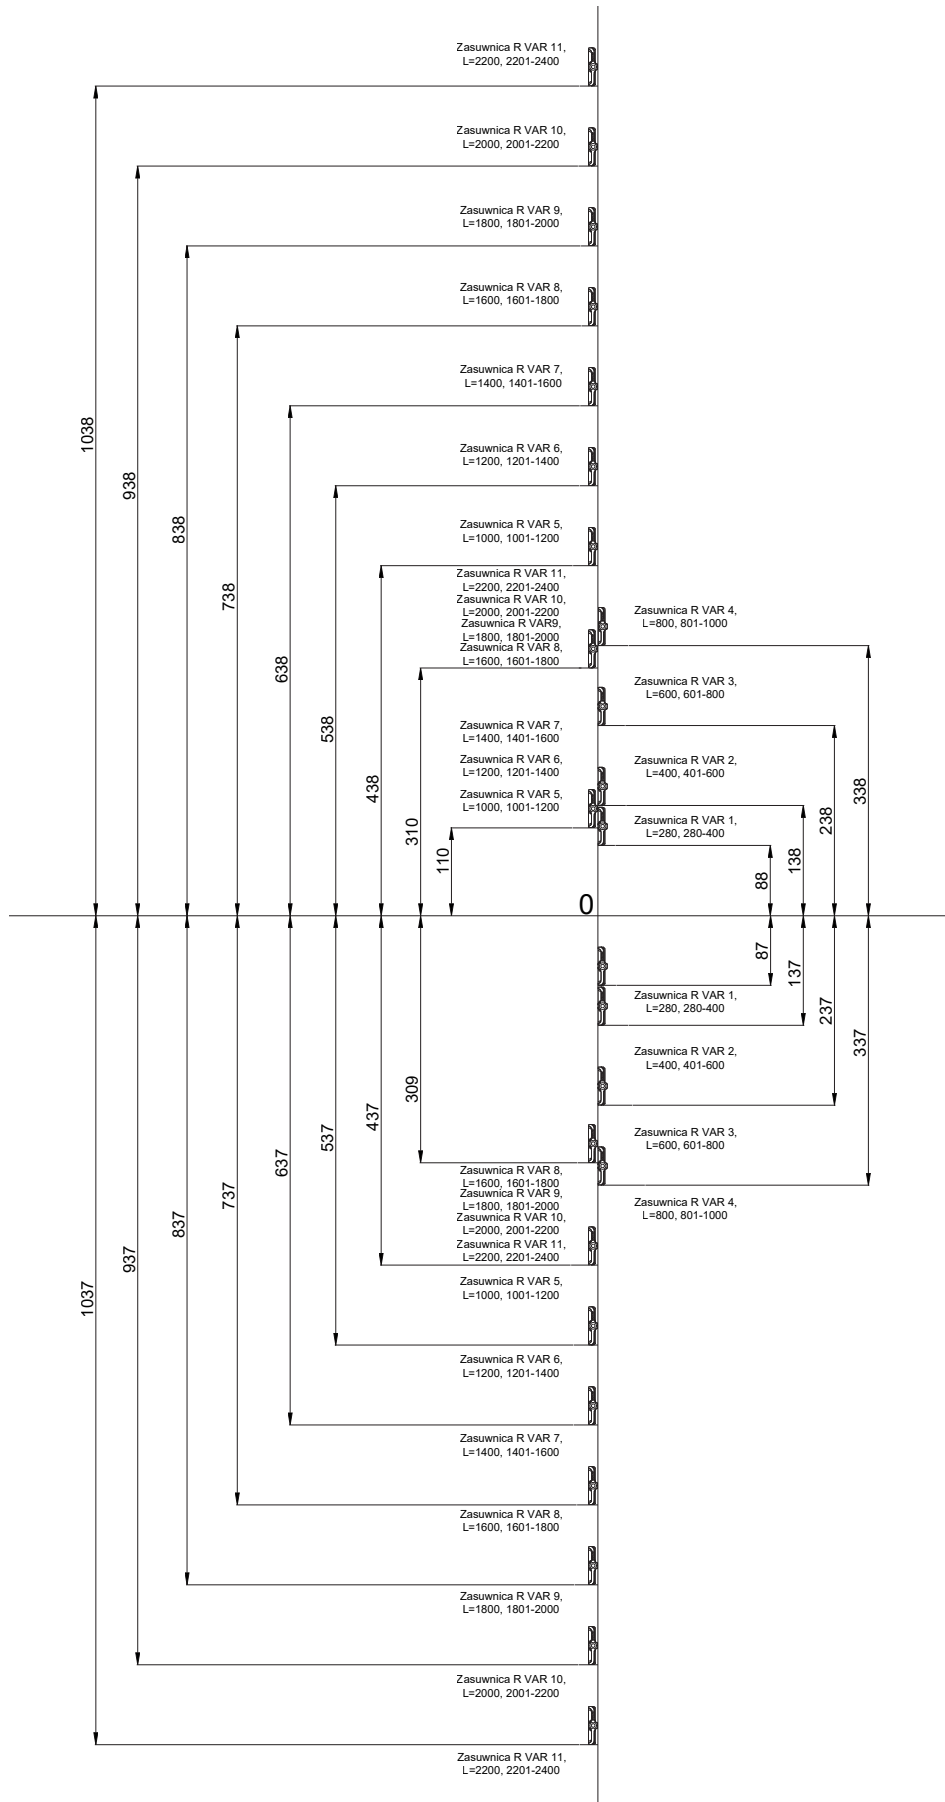 Zasuwnica R VAR 11,
L=2200, 2201-2400
Zasuwnica R VAR 10,
L=2000, 2001-2200
Zasuwnica R VAR 9,
L=1800, 1801-2000
Zasuwnica R VAR 8,
L=1600, 1601-1800
Zasuwnica R VAR 7,
L=1400, 1401-1600
Zasuwnica R VAR 6,
L=1200, 1201-1400
Zasuwnica R VAR 5,
L=1000, 1001-1200
Zasuwnica R VAR 11,
L=2200, 2201-2400
Zasuwnica R VAR 10,
L=2000, 2001-2200
Zasuwnica R VAR9,
L=1800, 1801-2000
Zasuwnica R VAR 8,
L=1600, 1601-1800
Zasuwnica R VAR 7,
L=1400, 1401-1600
Zasuwnica R VAR 6,
L=1200, 1201-1400
Zasuwnica R VAR 5,
L=1000, 1001-1200
1038
938
838
738
638
538
438
310
110
Zasuwnica R VAR 4,
L=800, 801-1000
Zasuwnica R VAR 3,
L=600, 601-800
Zasuwnica R VAR 2,
L=400, 401-600
Zasuwnica R VAR 1,
L=280, 280-400
88
138
238
338
0
87
137
237
337
Zasuwnica R VAR 1,
L=280, 280-400
Zasuwnica R VAR 2,
L=400, 401-600
Zasuwnica R VAR 3,
L=600, 601-800
Zasuwnica R VAR 4,
L=800, 801-1000
1037
937
837
737
637
537
437
309
Zasuwnica R VAR 8,
L=1600, 1601-1800
Zasuwnica R VAR 9,
L=1800, 1801-2000
Zasuwnica R VAR 10,
L=2000, 2001-2200
Zasuwnica R VAR 11,
L=2200, 2201-2400
Zasuwnica R VAR 5,
L=1000, 1001-1200
Zasuwnica R VAR 6,
L=1200, 1201-1400
Zasuwnica R VAR 7,
L=1400, 1401-1600
Zasuwnica R VAR 8,
L=1600, 1601-1800
Zasuwnica R VAR 9,
L=1800, 1801-2000
Zasuwnica R VAR 10,
L=2000, 2001-2200
Zasuwnica R VAR 11,
L=2200, 2201-2400